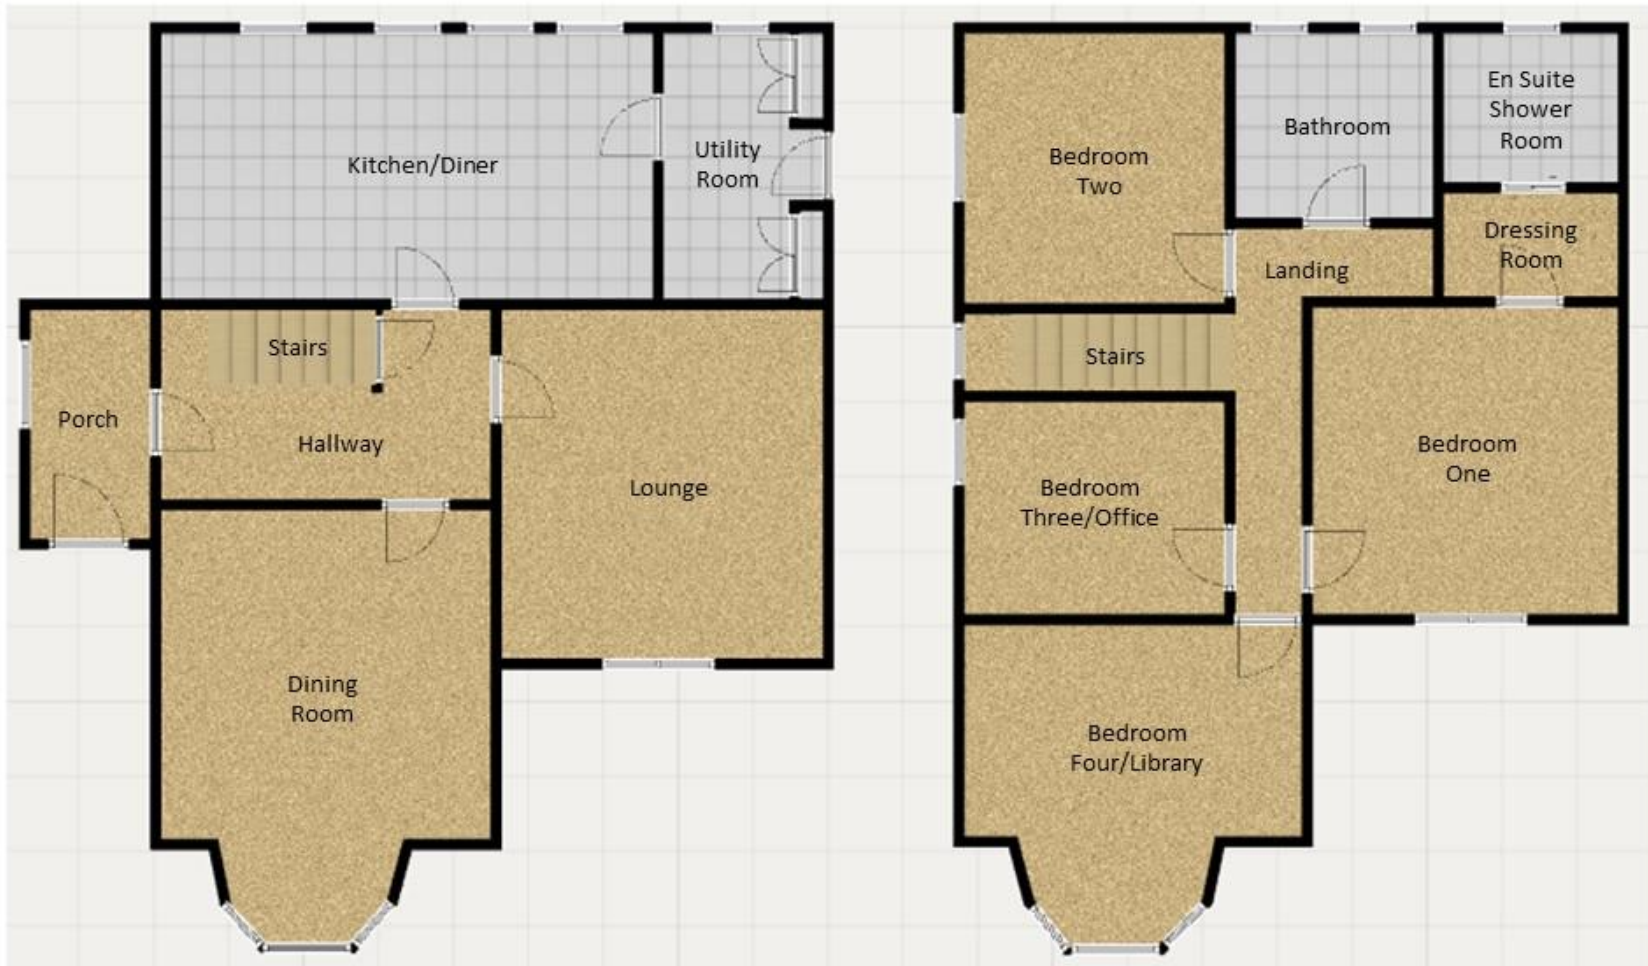 Kitchen/Diner
Utility
Room
Stairs
Porch
Hallway
Lounge
Dining
Room
Bedroom
Two
Bathroom
En Suite
Shower
Room
Dressing
Room
Landing
Stairs
Bedroom
Three/Office
Bedroom
One
Bedroom
Four/Library